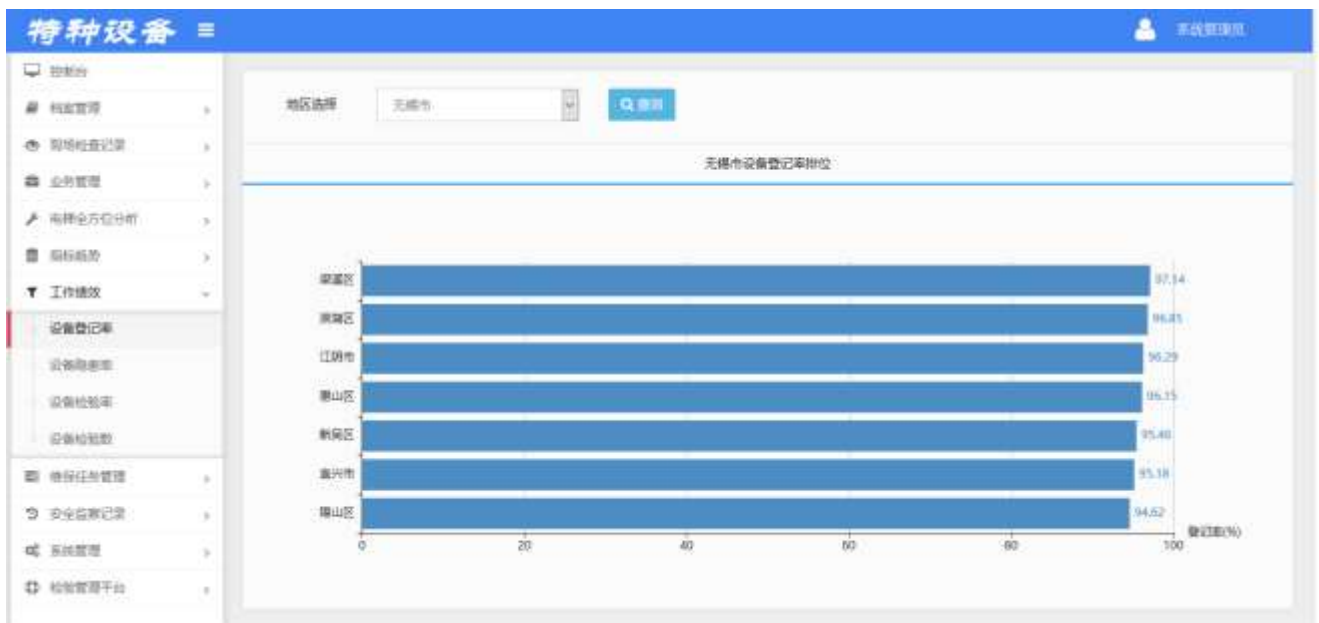 特种设备
系统管理员
控制台
档案管理
现场检查记录
业务管理
电梯全方位分析
指标趋势
工作绩效
设备登记率
设备隐患率
设备检验率
设备检验数
维保任务管理
安全监察记录
系统管理
检验管理平台
地区选择
无锡市
查询
无锡市设备登记率排位
梁溪区
97.14
滨湖区
96.85
江阴市
96.29
惠山区
96.15
新吴区
95.46
宜兴市
95.18
锡山区
94.62
0
20
40
60
80
100
登记率(%)